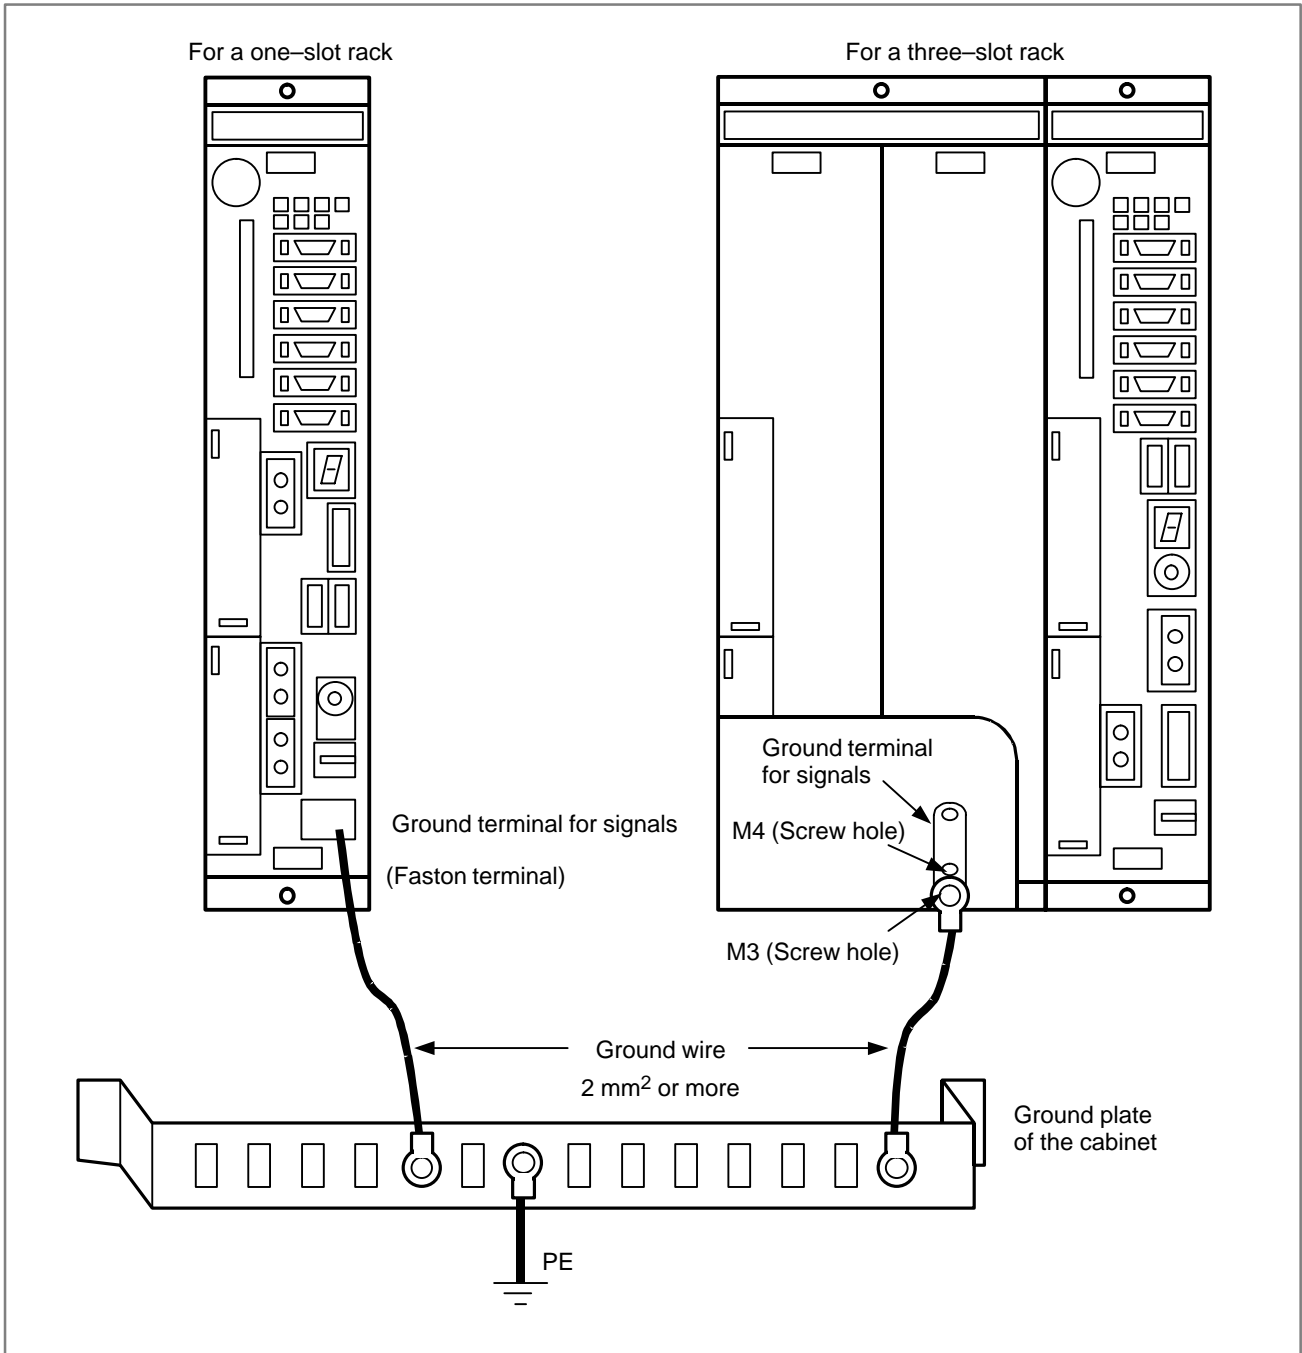 For a one–slot rack
For a three–slot rack
Ground terminal
for signals
M4 (Screw hole)
Ground terminal for signals
(Faston terminal)
M3 (Screw hole)
Ground wire
2 mm² or more
Ground plate
of the cabinet
PE